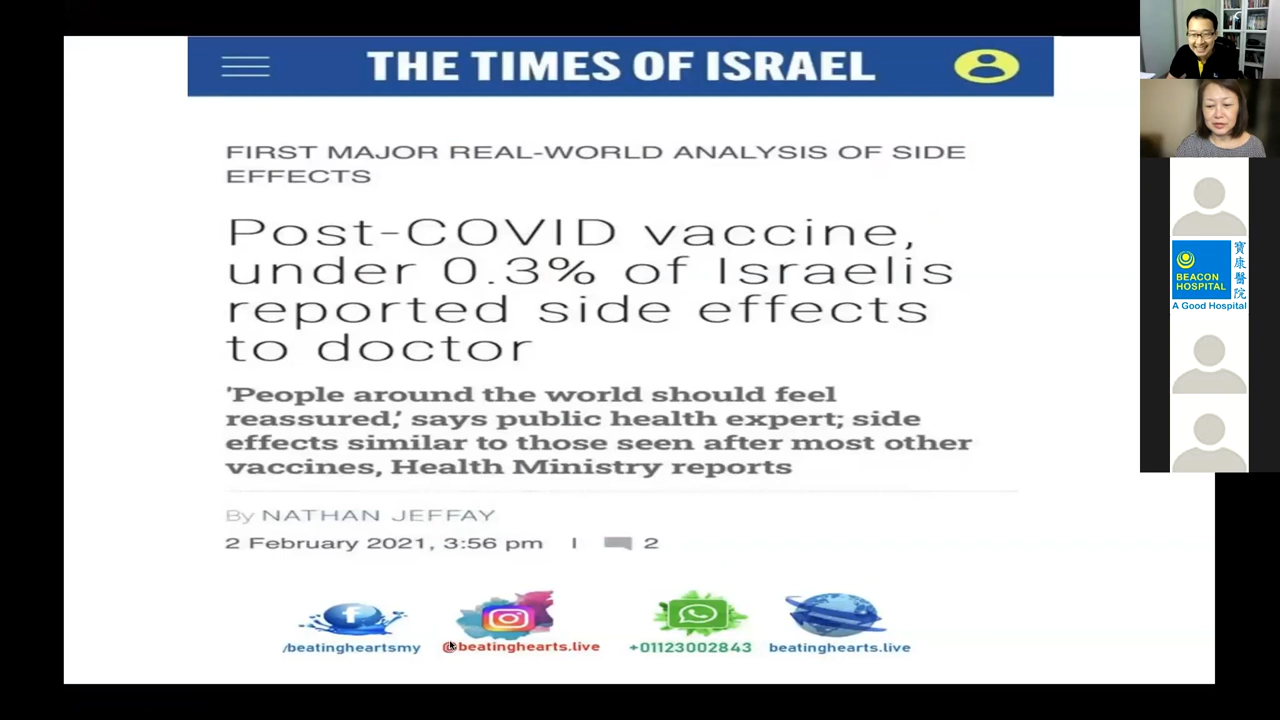 THE TIMES OF ISRAEL
FIRST MAJOR REAL-WORLD ANALYSIS OF SIDE
EFFECTS
Post-COVID vaccine,
under 0.3% of Israelis
reported side effects
to doctor
'People around the world should feel
reassured,' says public health expert; side
effects similar to those seen after most other
vaccines, Health Ministry reports
By NATHAN JEFFAY
2 February 2021, 3:56 pm | 2
/beatingheartsmy
@beatinghearts.live
+01123002843
beatinghearts.live
BEACON
HOSPITAL
寶康醫院
A Good Hospital